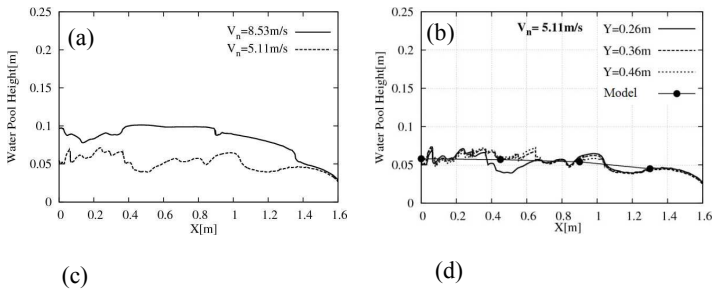 (a)
V_n=8.53m/s
V_n=5.11m/s
Water Pool Height[m]
0.25
0.2
0.15
0.1
0.05
0
0 0.2 0.4 0.6 0.8 1 1.2 1.4 1.6
X[m]
(b)
V_n= 5.11m/s
Y=0.26m
Y=0.36m
Y=0.46m
Model
Water Pool Height[m]
0.25
0.2
0.15
0.1
0.05
0
0 0.2 0.4 0.6 0.8 1 1.2 1.4 1.6
X[m]
(c)
(d)